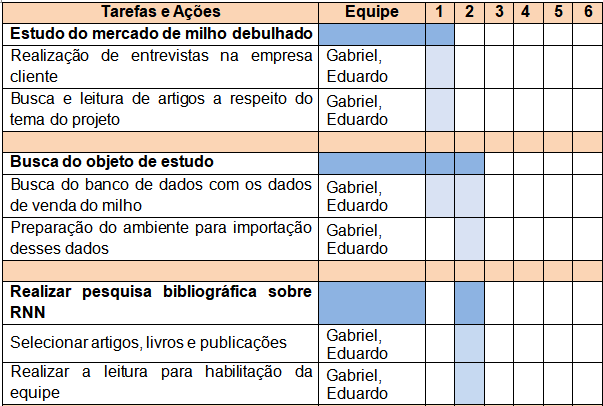 Tarefas e Ações Equipe 1 2 3 4 5 6
Estudo do mercado de milho debulhado
Realização de entrevistas na empresa
cliente
Gabriel,
Eduardo
Busca e leitura de artigos a respeito do
tema do projeto
Gabriel,
Eduardo
Busca do objeto de estudo
Busca do banco de dados com os dados
de venda do milho
Gabriel,
Eduardo
Preparação do ambiente para importação
desses dados
Gabriel,
Eduardo
Realizar pesquisa bibliográfica sobre
RNN
Selecionar artigos, livros e publicações
Gabriel,
Eduardo
Realizar a leitura para habilitação da
equipe
Gabriel,
Eduardo